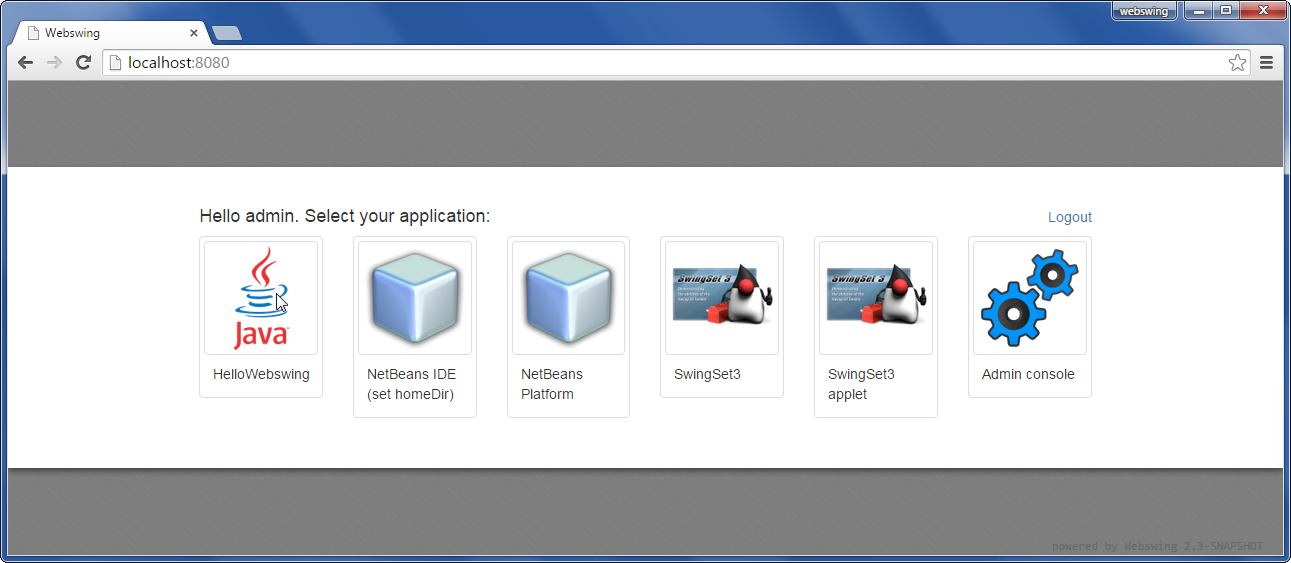 webswing
Webswing
localhost:8080
Hello admin. Select your application:
Logout
Java
SwingSet 3
SwingSet 3
HelloWebswing
NetBeans IDE
(set homeDir)
NetBeans
Platform
SwingSet3
SwingSet3
applet
Admin console
powered by Webswing 2.3-SNAPSHOT